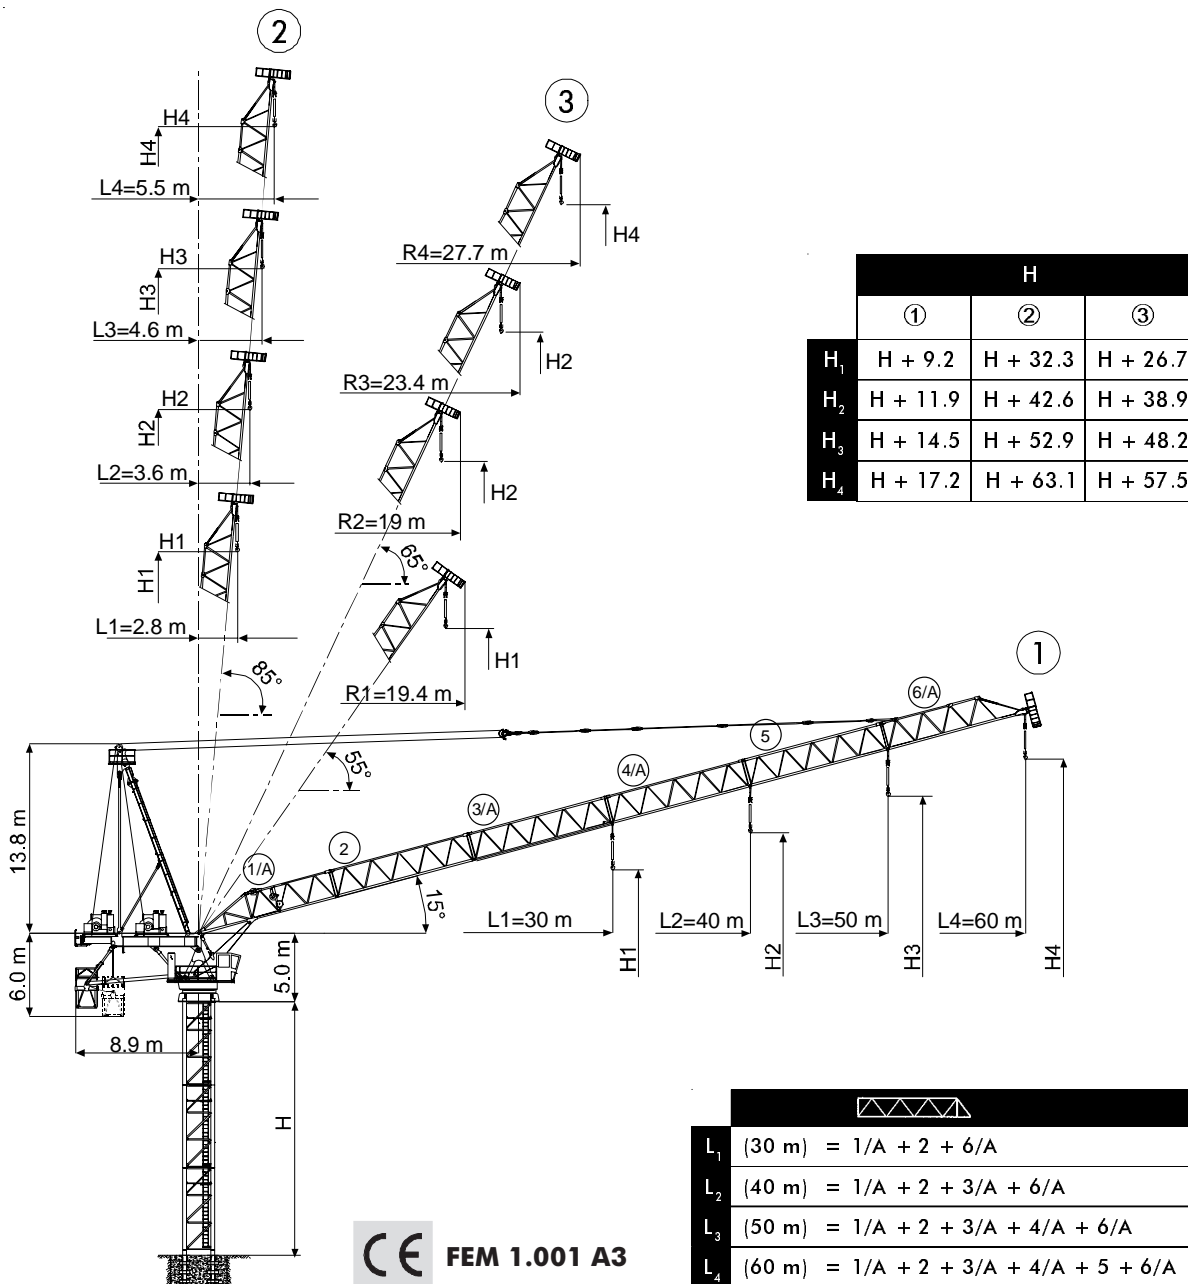 2
3
H4
H4
L4=5.5 m
H4
R4=27.7 m
H3
H3
L3=4.6 m
H2
R3=23.4 m
H2
H2
L2=3.6 m
H2
R2=19 m
65°
H1
H1
L1=2.8 m
H1
R1=19.4 m
85°
55°
H
① ② ③
H1 H + 9.2 H + 32.3 H + 26.7
H2 H + 11.9 H + 42.6 H + 38.9
H3 H + 14.5 H + 52.9 H + 48.2
H4 H + 17.2 H + 63.1 H + 57.5
1
6/A
5
4/A
3/A
2
1/A
15°
13.8 m
6.0 m
5.0 m
8.9 m
H
L1=30 m
L2=40 m
L3=50 m
L4=60 m
H1
H2
H3
H4
CE FEM 1.001 A3
L1 (30 m) = 1/A + 2 + 6/A
L2 (40 m) = 1/A + 2 + 3/A + 6/A
L3 (50 m) = 1/A + 2 + 3/A + 4/A + 6/A
L4 (60 m) = 1/A + 2 + 3/A + 4/A + 5 + 6/A